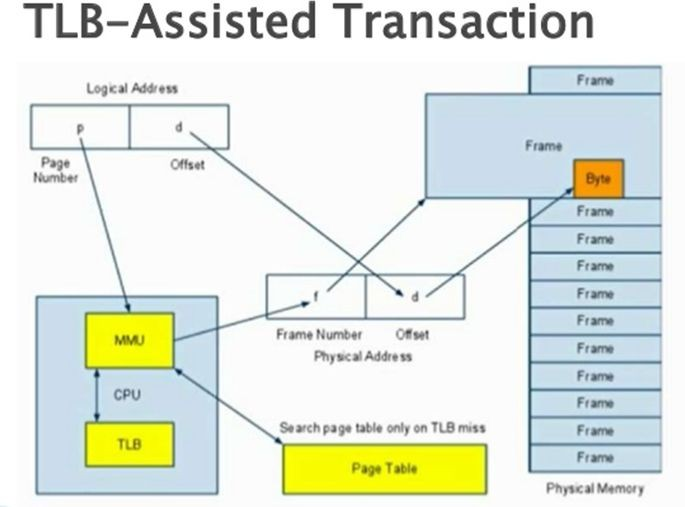 TLB-Assisted Transaction
Logical Address
p
d
Page
Number
Offset
Frame
Frame
Byte
Frame
Frame
Frame
Frame
Frame
Frame
Frame
Frame
Frame
Frame
Physical Memory
f
d
Frame Number
Offset
Physical Address
MMU
CPU
TLB
Search page table only on TLB miss
Page Table